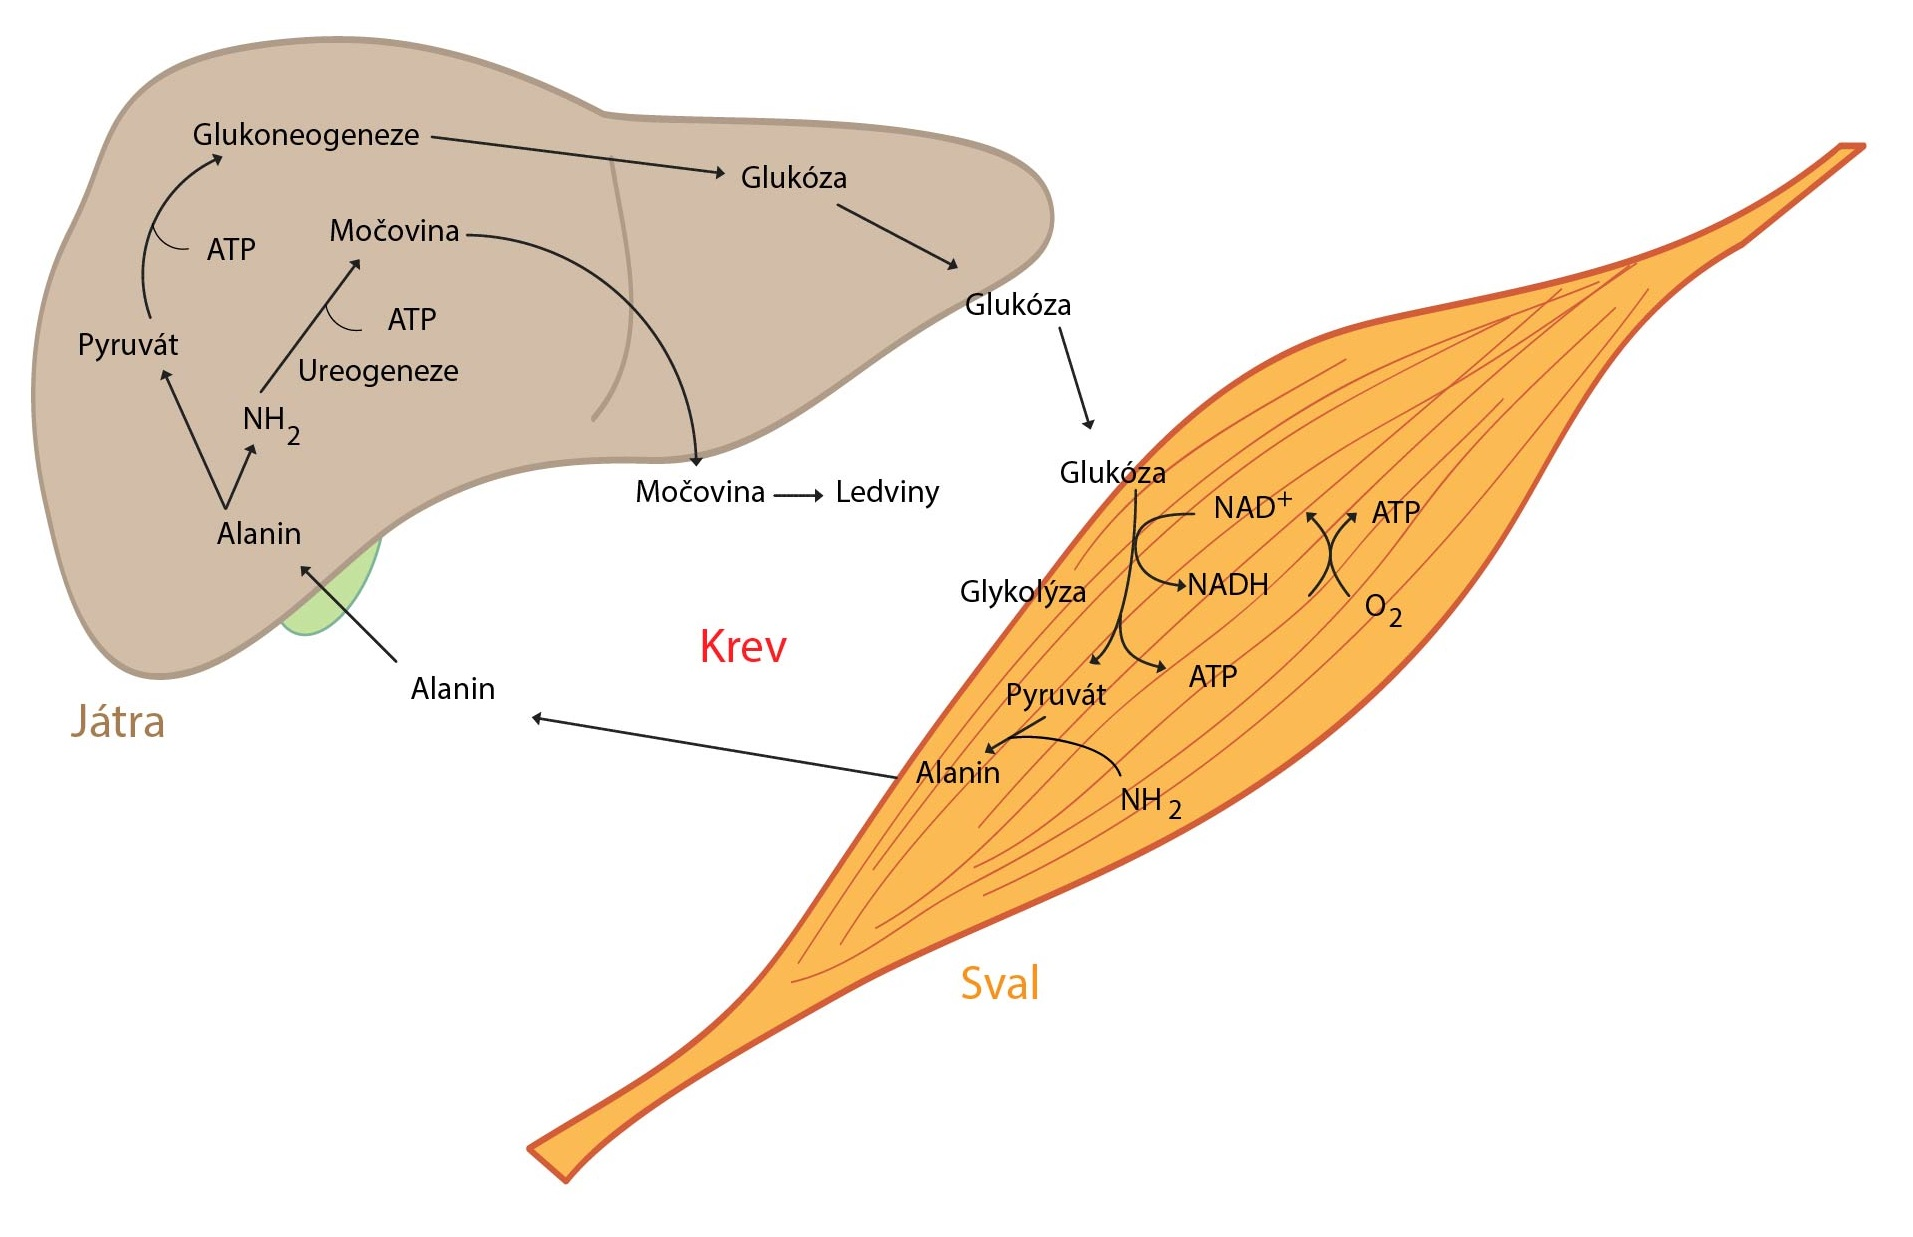 Glukoneogeneze
Glukóza
Močovina
ATP
Glukóza
ATP
Pyruvát
Ureogeneze
NH2
Glukóza
Močovina
Ledviny
NAD+
ATP
Alanin
Glykolýza
NADH
O2
Krev
Alanin
Pyruvát
ATP
Játra
Alanin
NH2
Sval